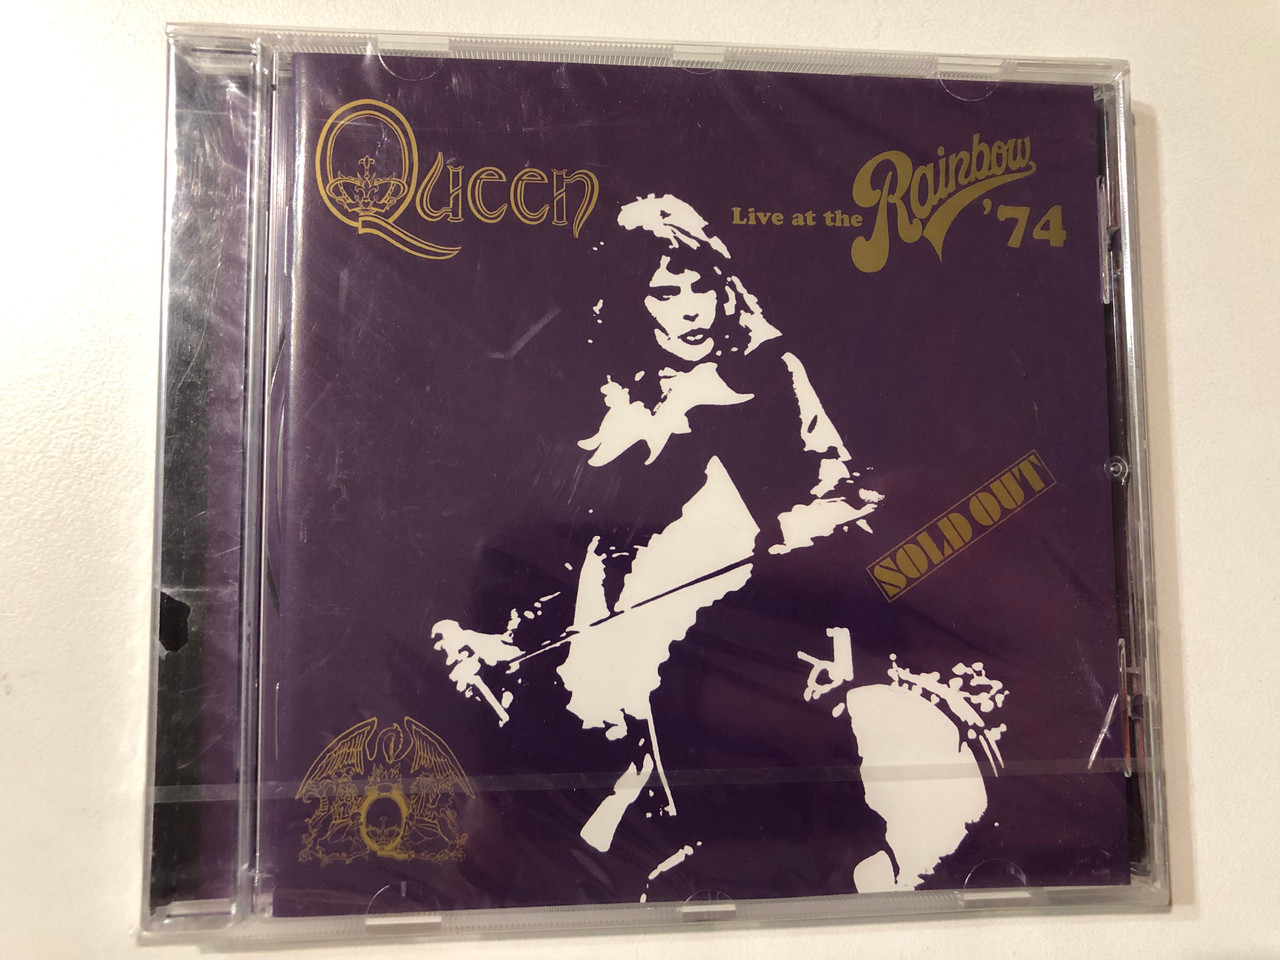 Queen
Live at the Rainbow '74
SOLD OUT
Q